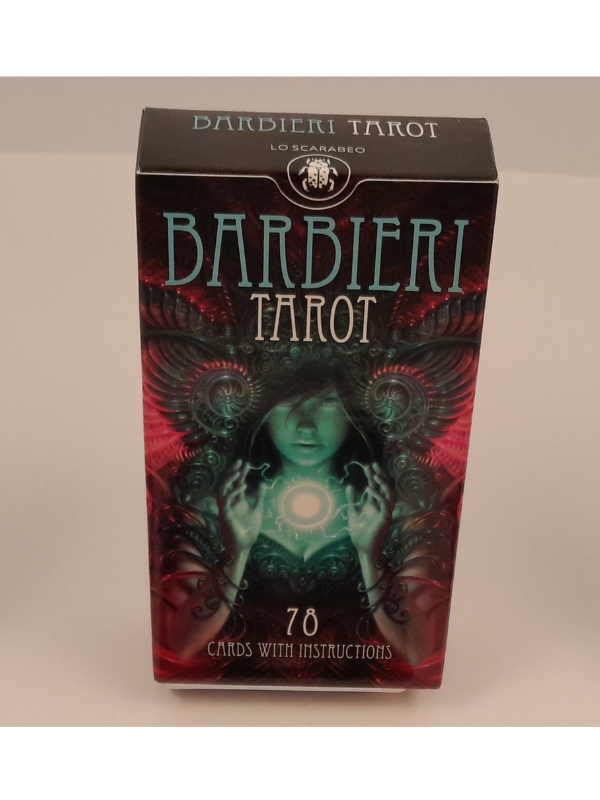 BARBIERI TAROT
LO SCARABEO
BARBIERI
TAROT
78
CARDS WITH INSTRUCTIONS